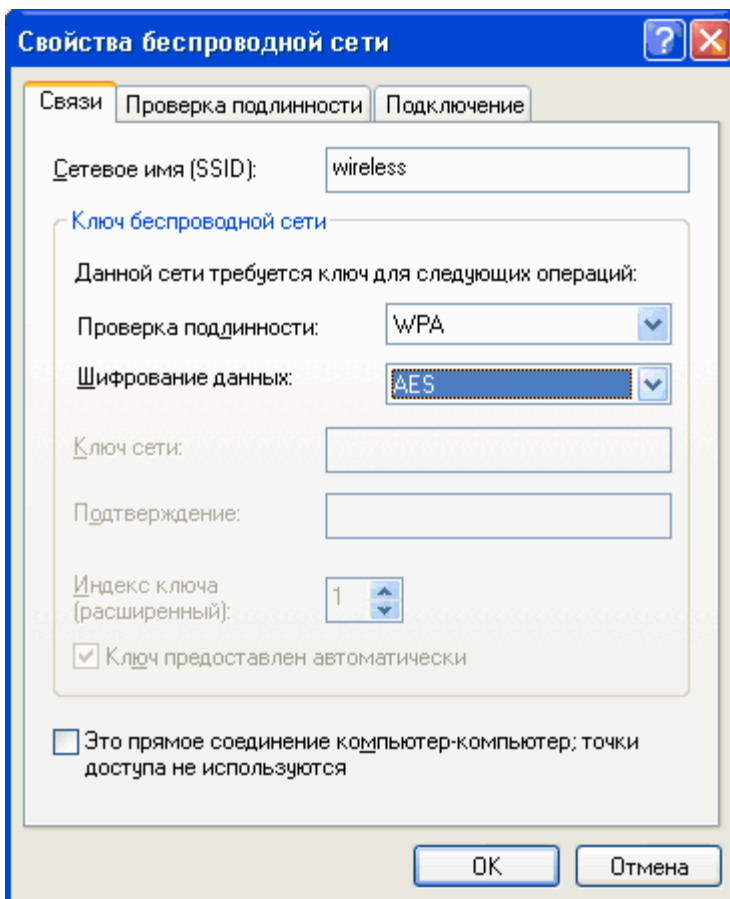 Свойства беспроводной сети
Связи Проверка подлинности Подключение
Сетевое имя (SSID): wireless
Ключ беспроводной сети
Данной сети требуется ключ для следующих операций:
Проверка подлинности: WPA
Шифрование данных: AES
Ключ сети:
Подтверждение:
Индекс ключа
(расширенный): 1
Ключ предоставлен автоматически
Это прямое соединение компьютер-компьютер; точки
доступа не используются
OK Отмена